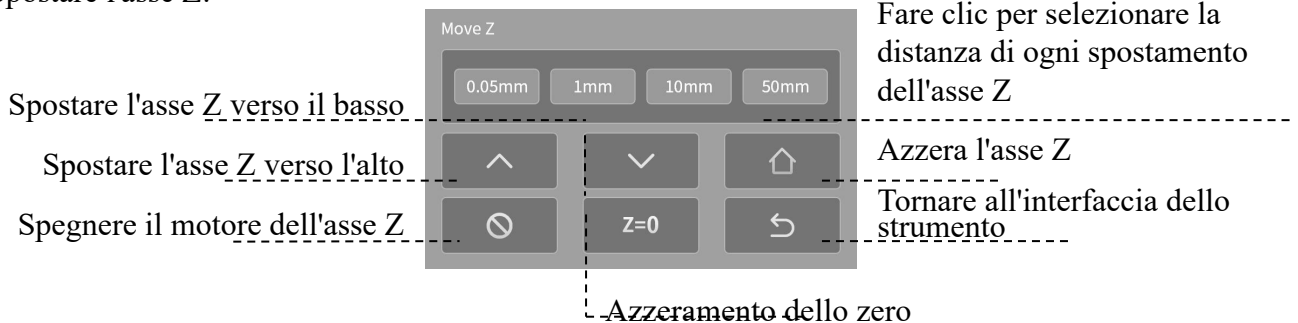 spostare l'asse Z.
Spostare l'asse Z verso il basso
Spostare l'asse Z verso l'alto
Spegnere il motore dell'asse Z
Move Z
0.05mm 1mm 10mm 50mm
Z=0
Fare clic per selezionare la
distanza di ogni spostamento
dell'asse Z
Azzera l'asse Z
Tornare all'interfaccia dello
strumento
Azzeramento dello zero